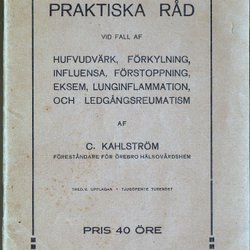 PRAKTISKA RÅD
VID FALL AF
HUFVUDVÄRK, FÖRKYLNING,
INFLUENSA, FÖRSTOPPNING,
EKSEM, LUNGINFLAMMATION,
OCH LEDGÅNGSREUMATISM
AF
C. KAHLSTRÖM
FÖRESTÅNDARE FÖR ÖREBRO HÄLSOVÅRDSHEM
UPPLAGAN • TJUGOFEMTE TUSENDET
PRIS 40 ÖRE